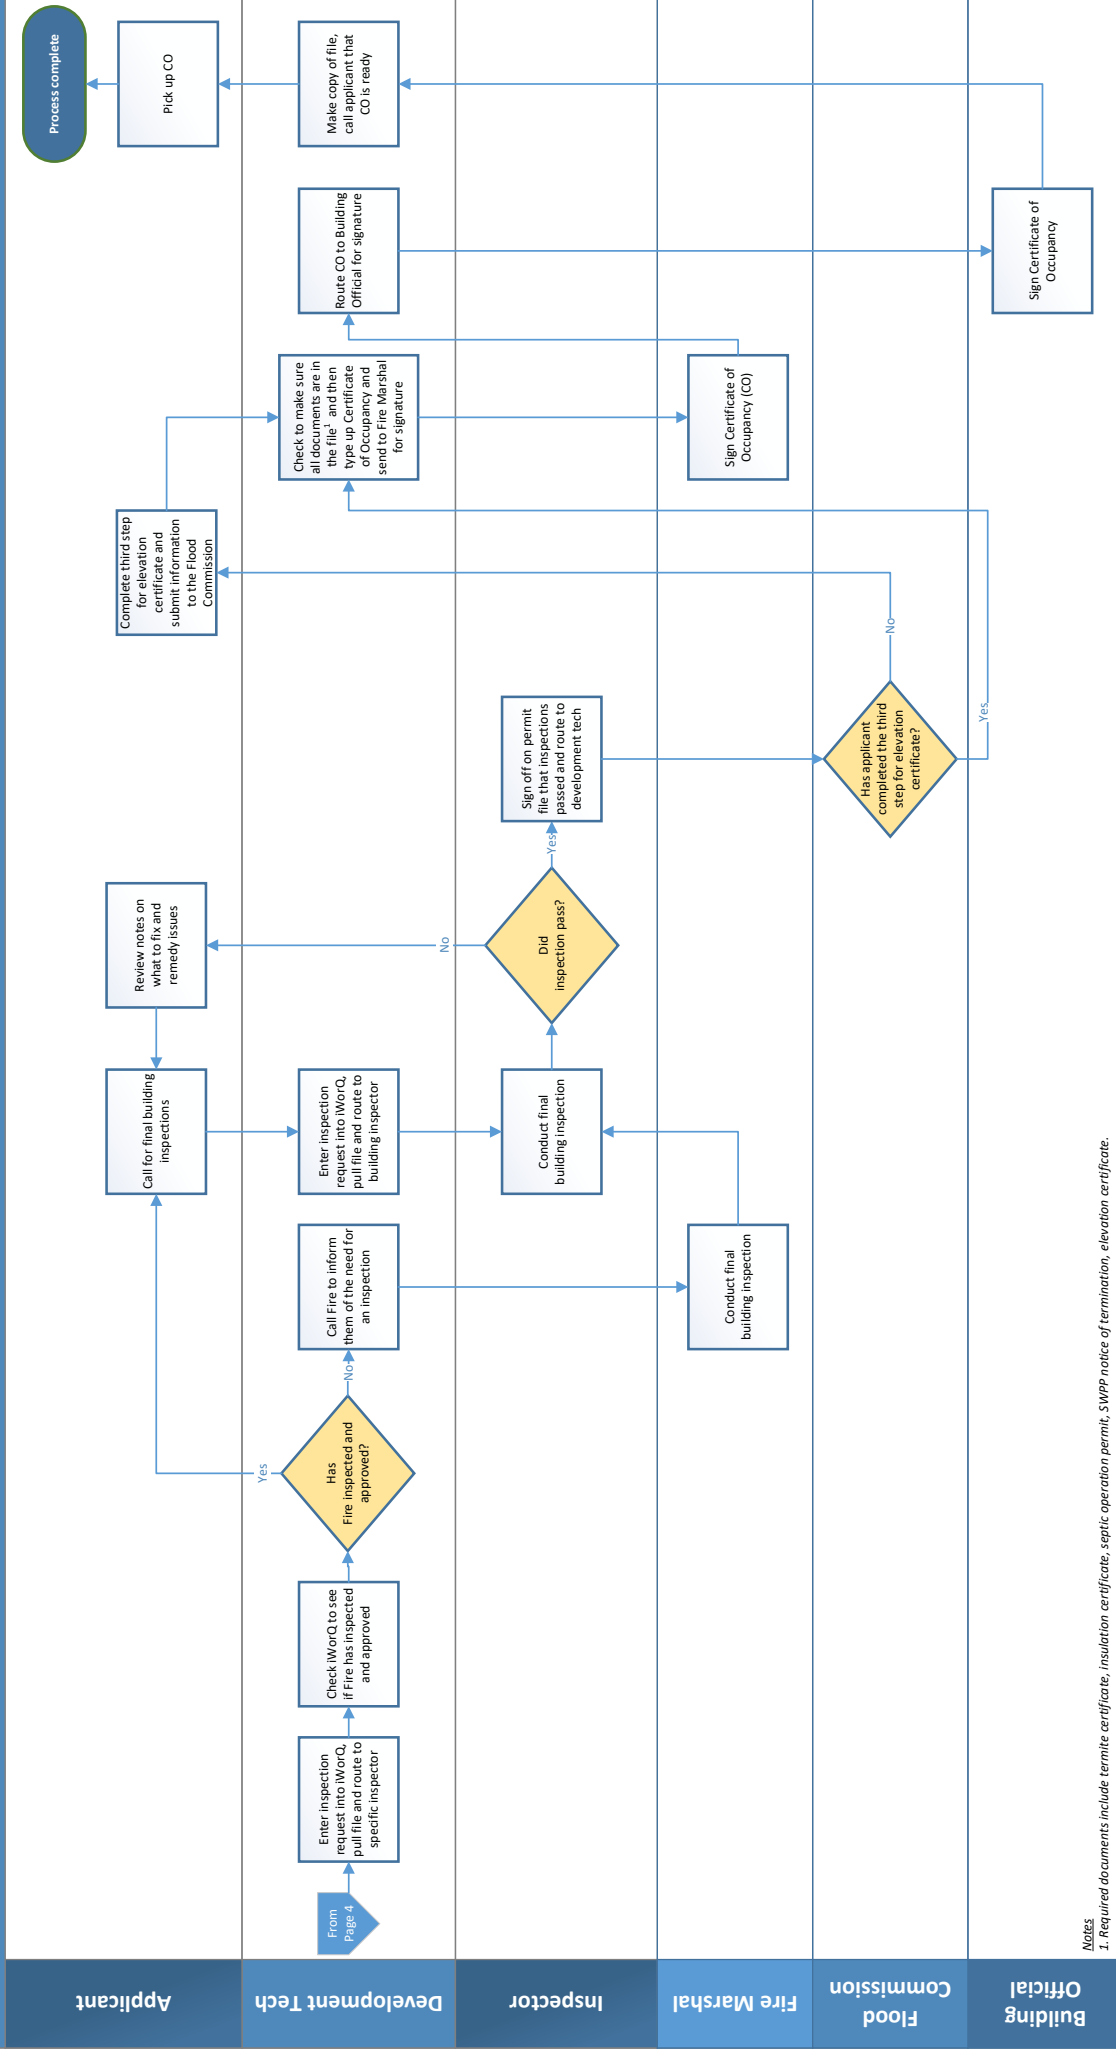 Applicant
Development Tech
Inspector
Fire Marshal
Flood
Commission
Building
Official
From
Page 4
Enter inspection
request into iWorQ,
pull file and route to
specific inspector
Check iWorQ to see
if Fire has inspected
and approved
Has
Fire inspected and
approved?
Yes
No
Call Fire to inform
them of the need for
an inspection
Conduct final
building inspection
Call for final building
inspections
Enter inspection
request into iWorQ,
pull file and route to
building inspector
Conduct final
building inspection
Did
inspection pass?
No
Yes
Review notes on
what to fix and
remedy issues
Sign off on permit
file that inspections
passed and route to
development tech
Has applicant
completed the third
step for elevation
certificate?
No
Yes
Complete third step
for elevation
certificate and
submit information
to the Flood
Commission
Check to make sure
all documents are in
the file¹ and then
type up Certificate
of Occupancy and
send to Fire Marshal
for signature
Sign Certificate of
Occupancy (CO)
Route CO to Building
Official for signature
Sign Certificate of
Occupancy
Make copy of file,
call applicant that
CO is ready
Pick up CO
Process complete
Notes
1. Required documents include termite certificate, insulation certificate, septic operation permit, SWPP notice of termination, elevation certificate.